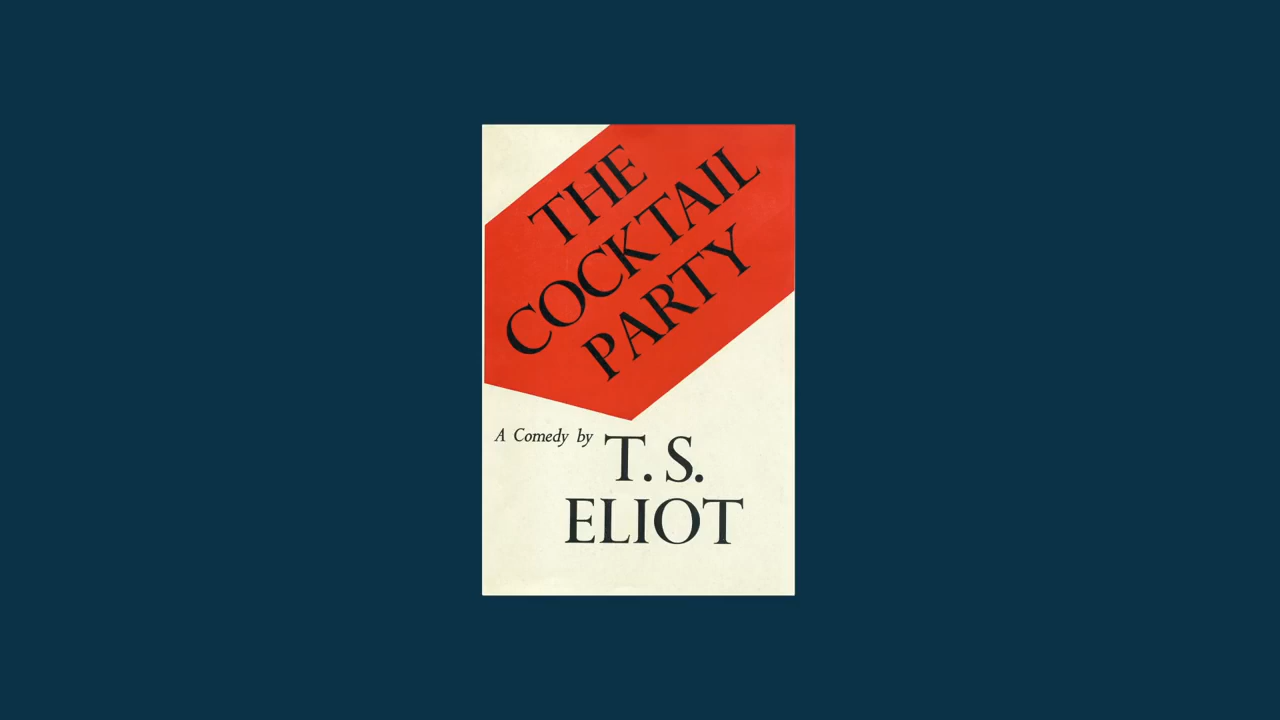 THE
COCKTAIL
PARTY
A Comedy by T. S.
ELIOT